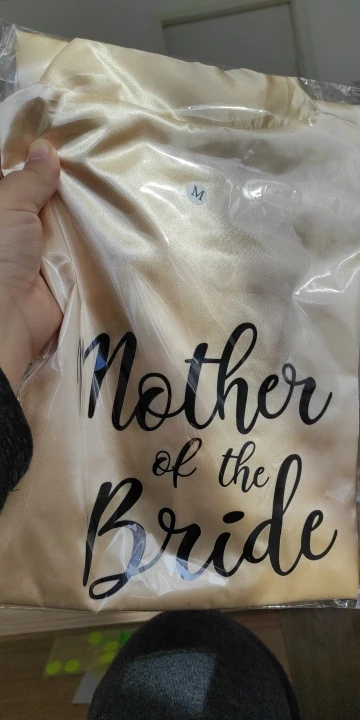 M
Mother
of the
Bride